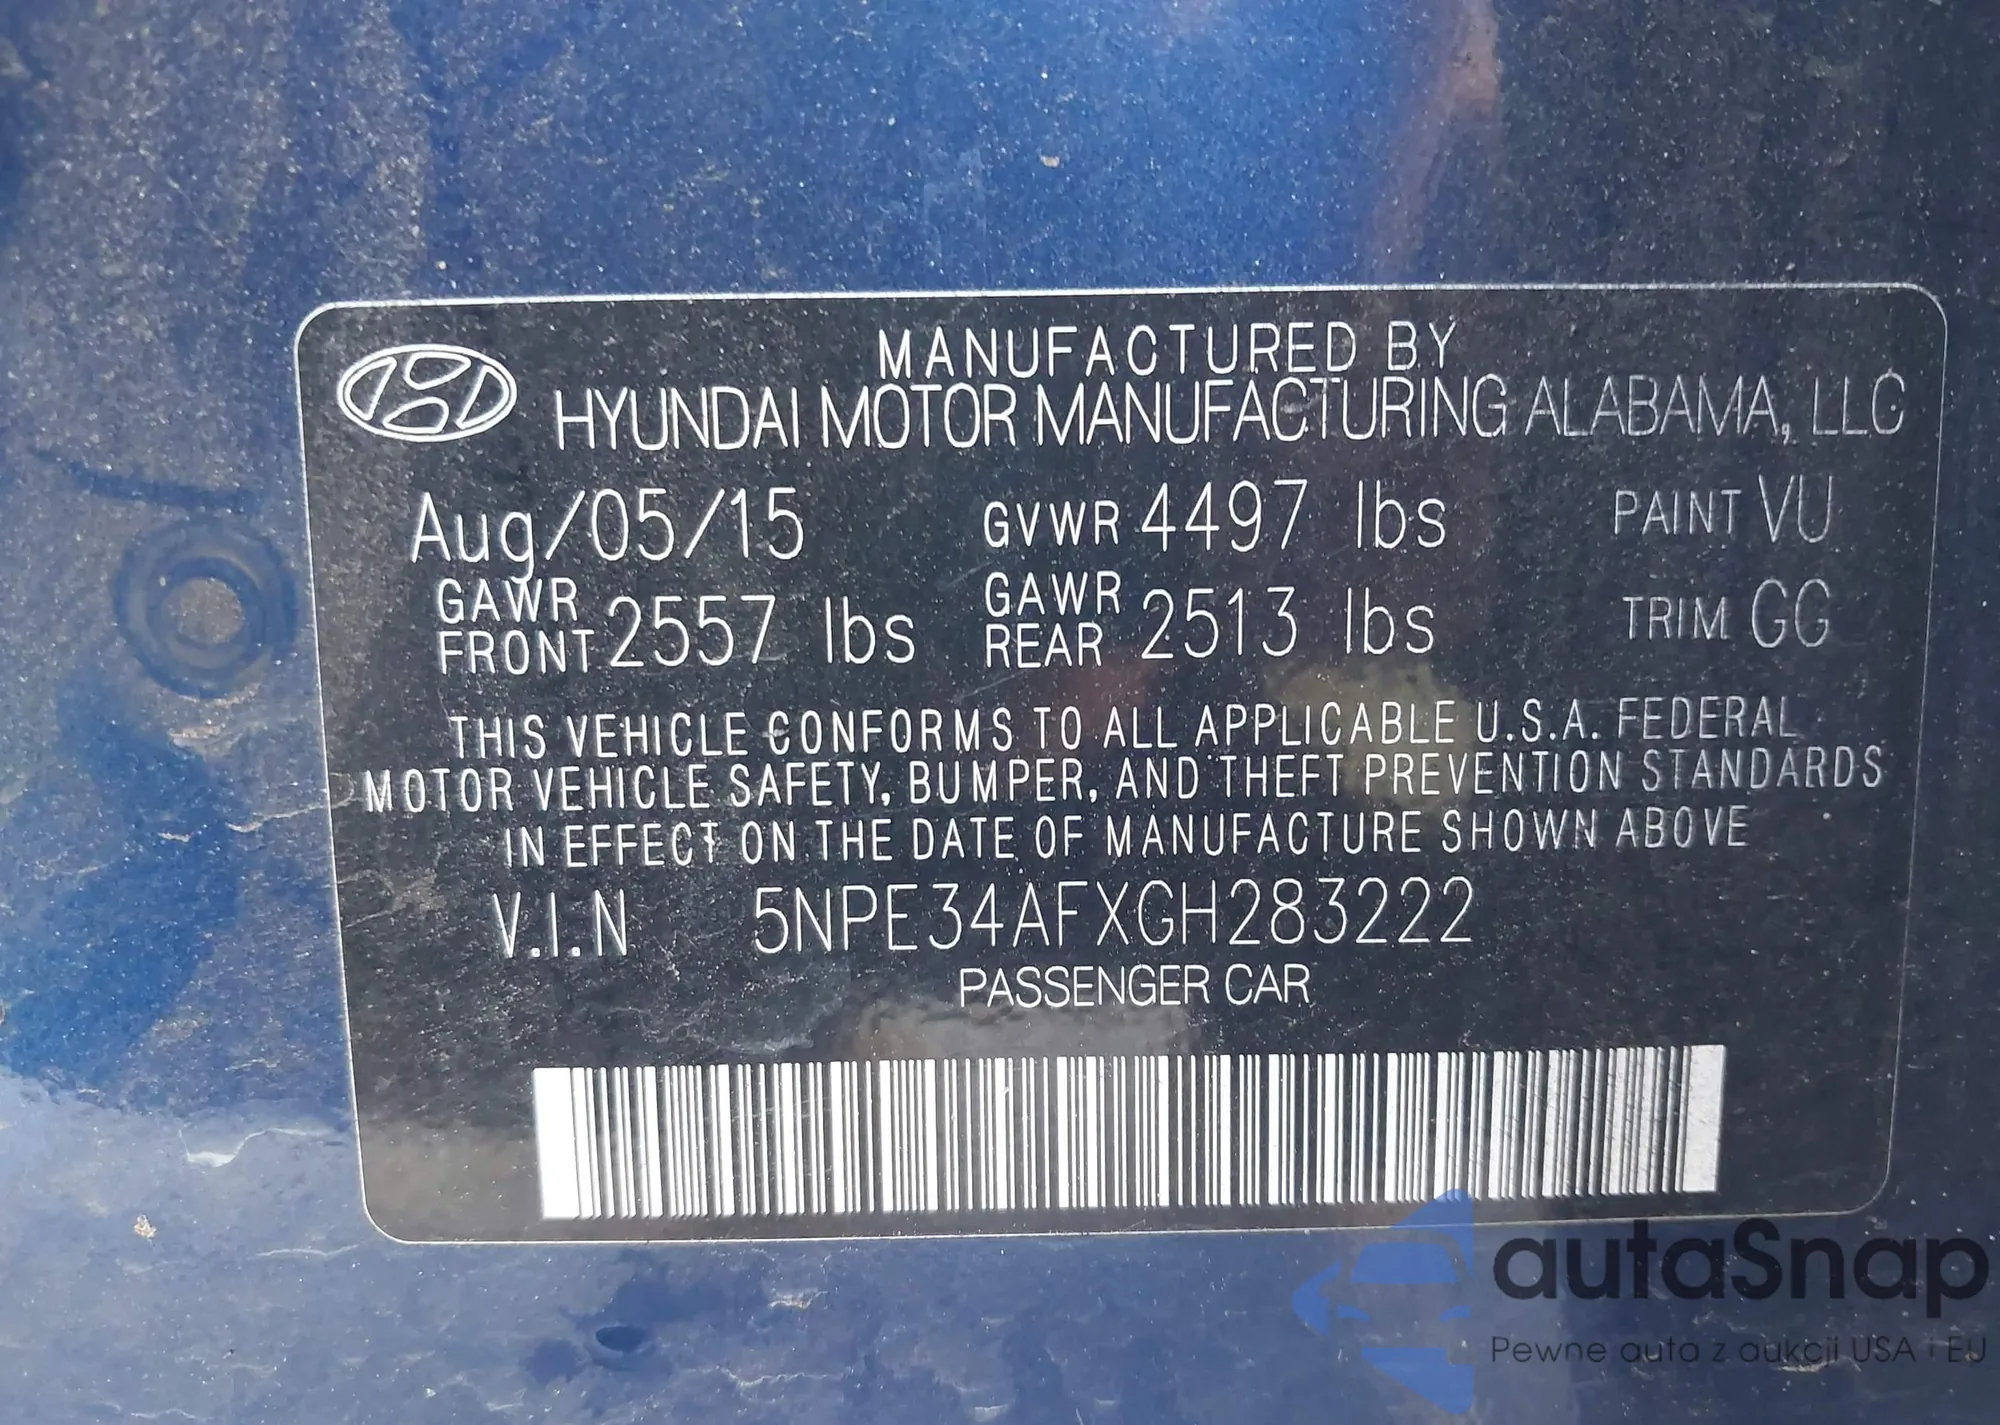 MANUFACTURED BY
HYUNDAI MOTOR MANUFACTURING ALABAMA, LLC
Aug/05/15 GVWR 4497 lbs PAINT VU
GAWR FRONT 2557 lbs GAWR REAR 2513 lbs TRIM GG
THIS VEHICLE CONFORMS TO ALL APPLICABLE U.S.A. FEDERAL
MOTOR VEHICLE SAFETY, BUMPER, AND THEFT PREVENTION STANDARDS
IN EFFECT ON THE DATE OF MANUFACTURE SHOWN ABOVE
V.I.N 5NPE34AFXGH283222
PASSENGER CAR
autaSnap
Pewne auta z aukcji USA i EU